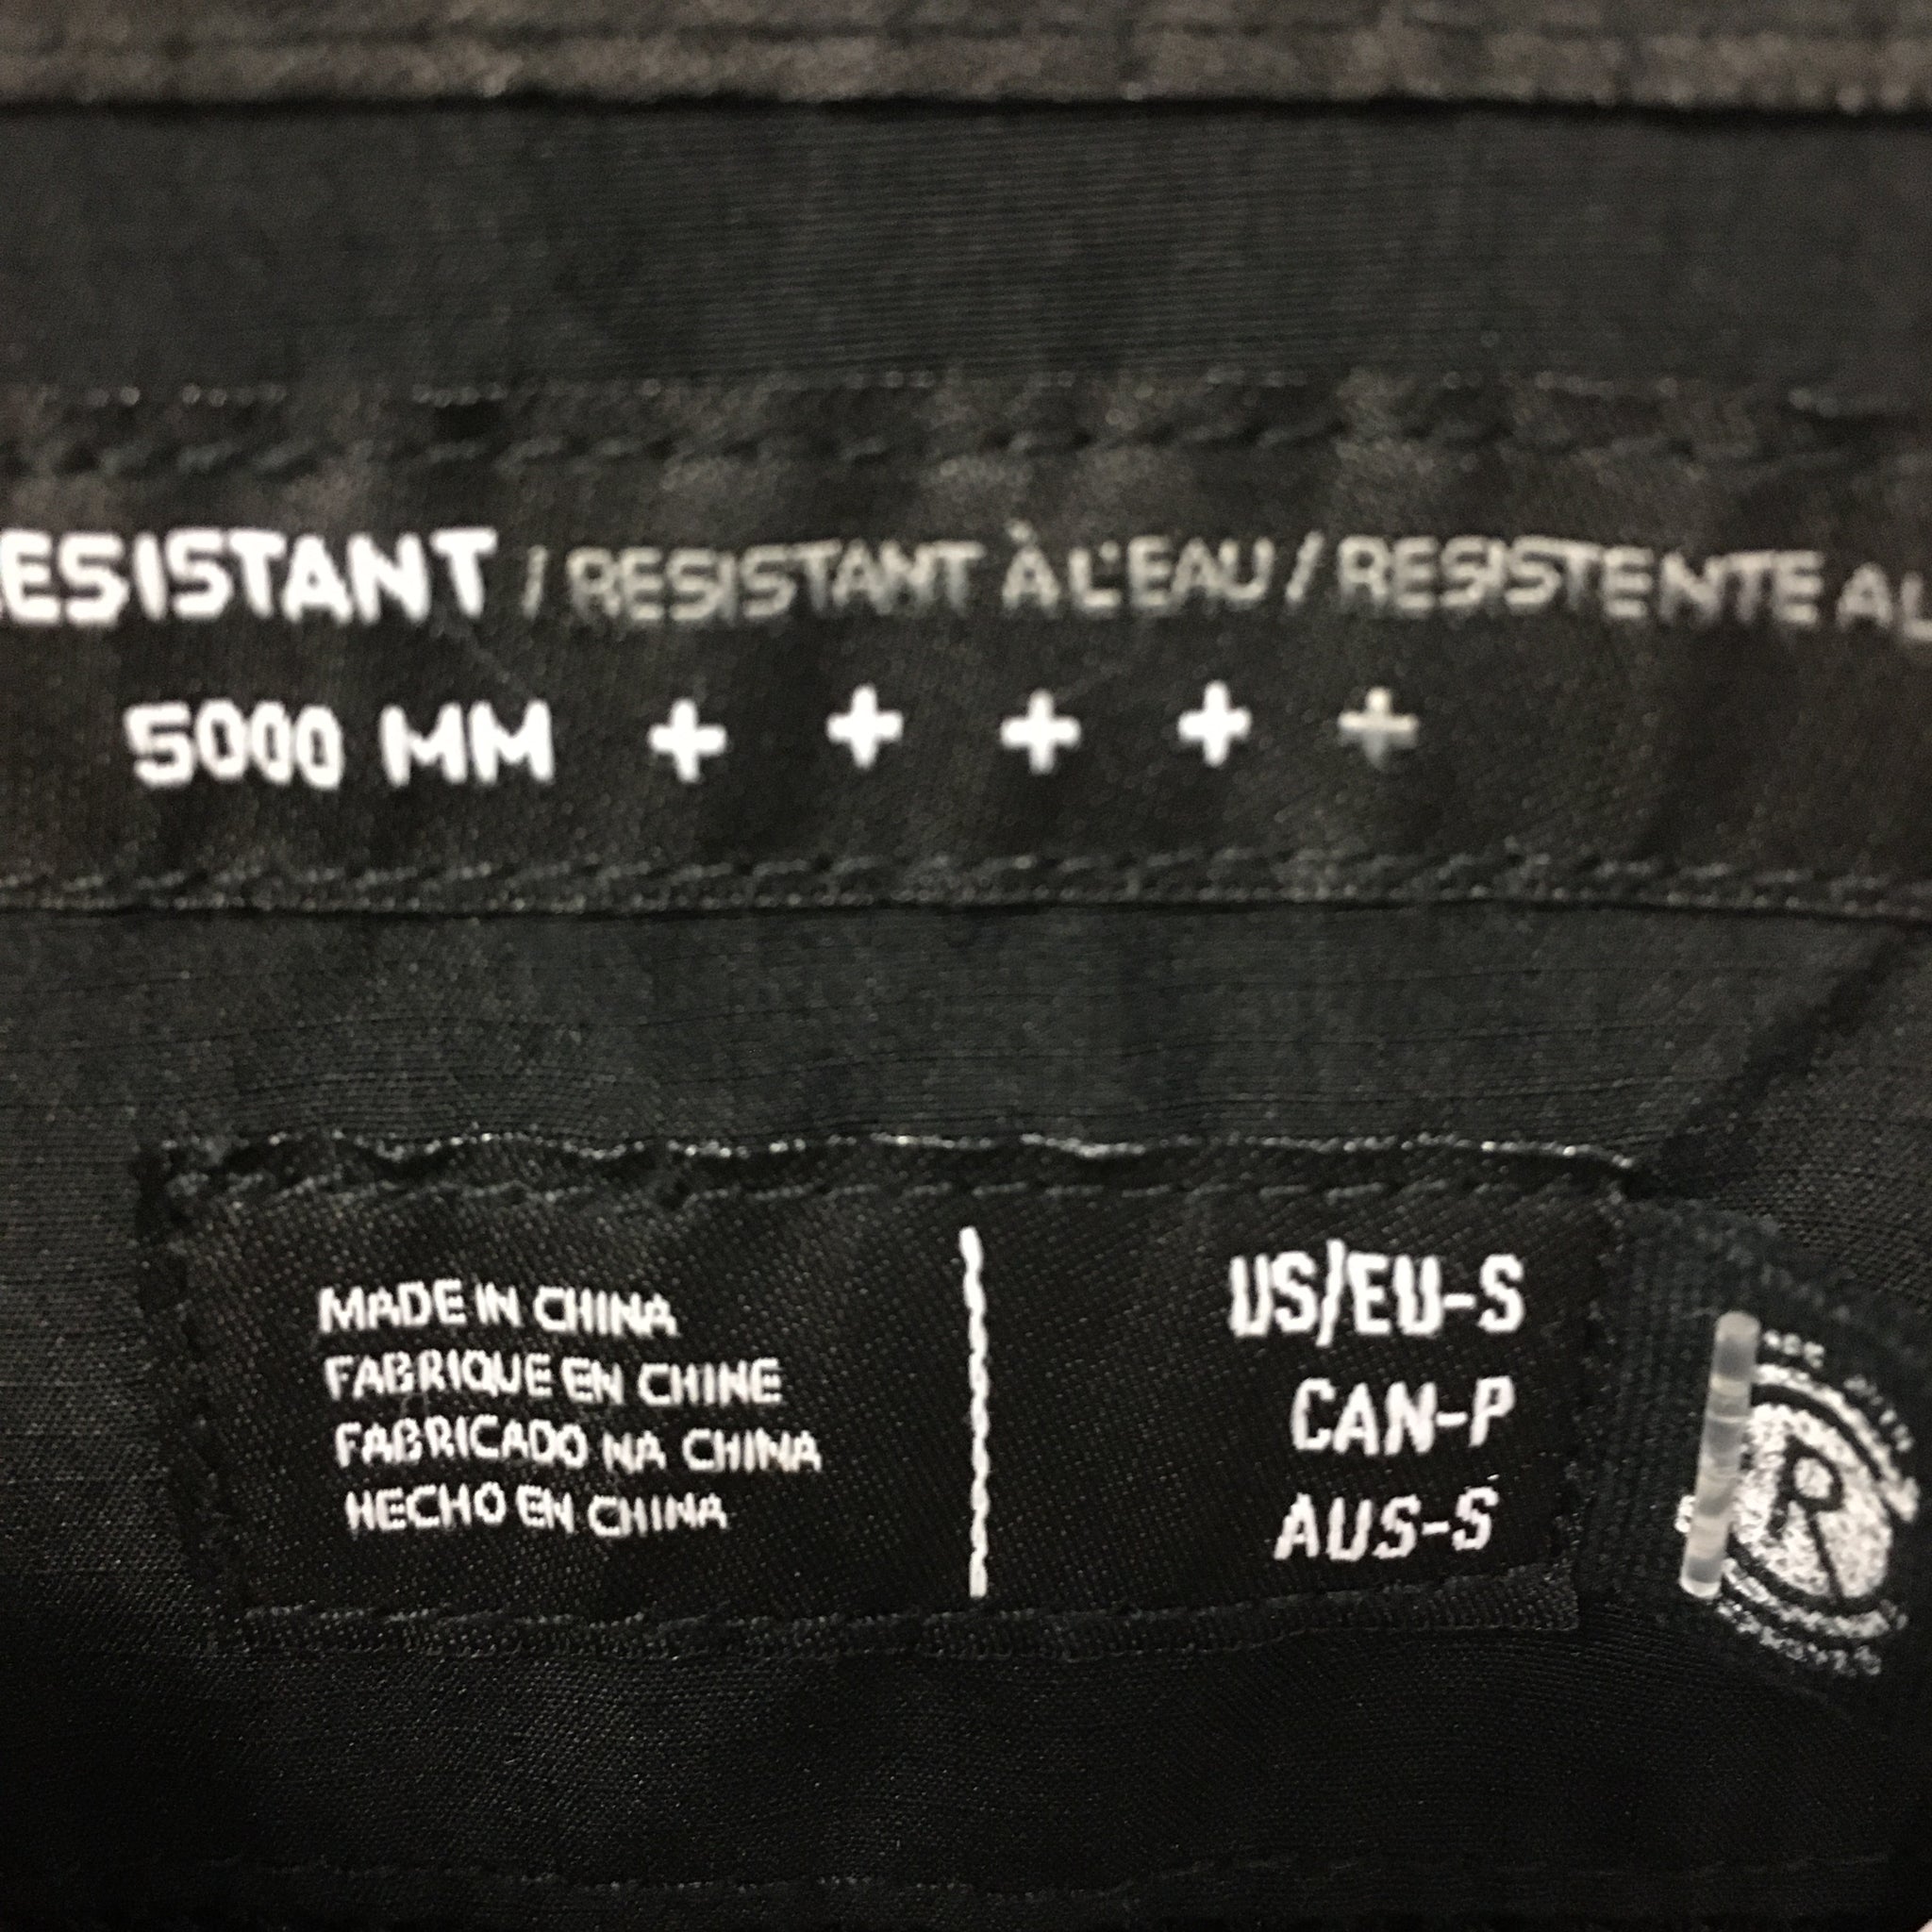 ESISTANT / RESISTANT À L'EAU / RESISTENTE AL
5000 MM + + + + +
MADE IN CHINA
FABRIQUE EN CHINE
FABRICADO NA CHINA
HECHO EN CHINA
US/EU-S
CAN-P
AUS-S
R